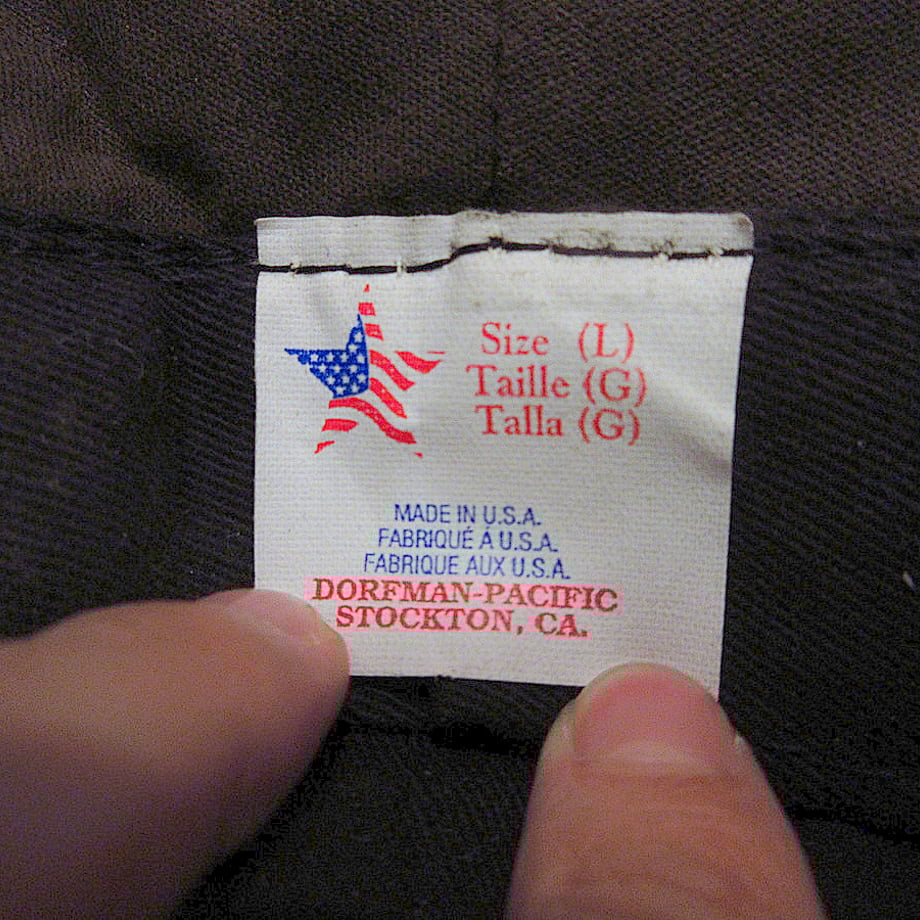 Size (L)
Taille (G)
Talla (G)
MADE IN U.S.A.
FABRIQUÉ Á U.S.A.
FABRIQUE AUX U.S.A.
DORFMAN-PACIFIC
STOCKTON, CA.